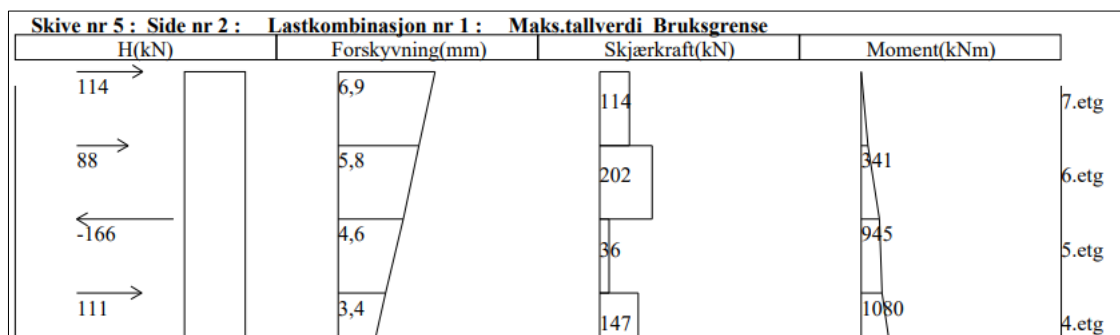 Skive nr 5 : Side nr 2 : Lastkombinasjon nr 1 : Maks.tallverdi Bruksgrense
H(kN) Forskyvning(mm) Skjærkraft(kN) Moment(kNm)
114 6,9 114 7.etg
88 5,8 202 341 6.etg
-166 4,6 36 945 5.etg
111 3,4 147 1080 4.etg